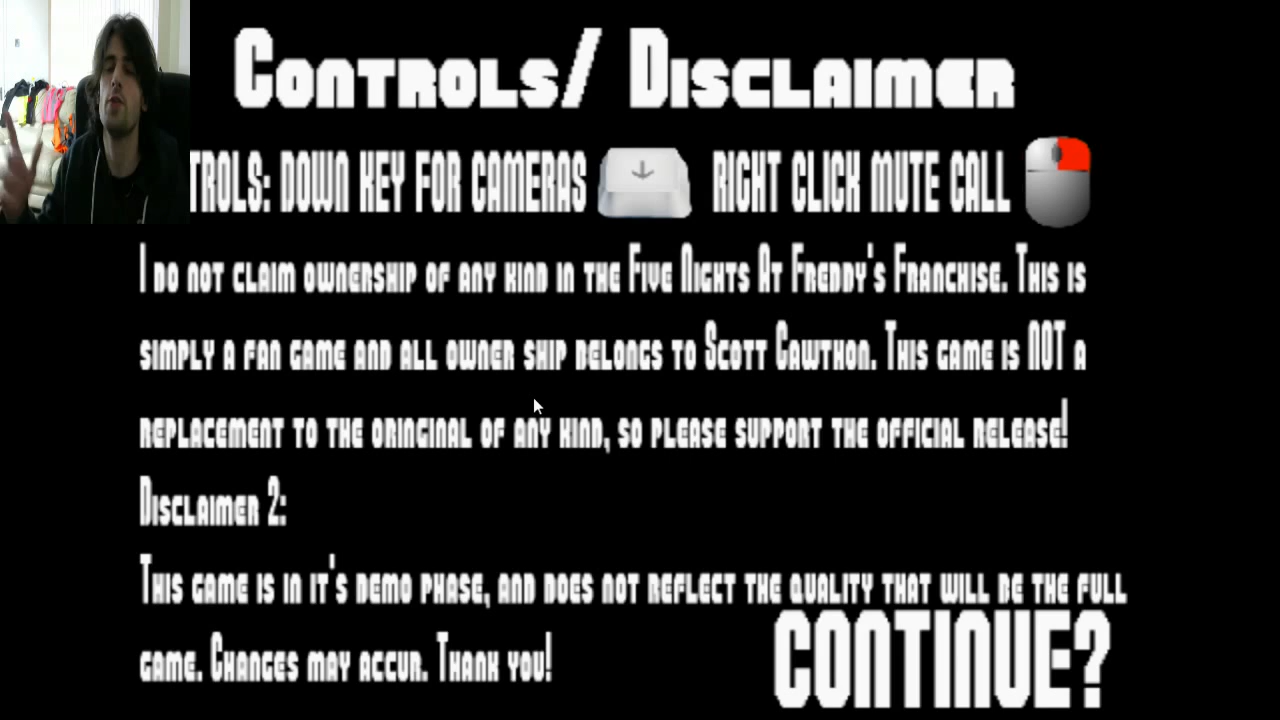 Controls/ Disclaimer
TROLS: DOWN KEY FOR CAMERAS RIGHT CLICK MUTE CALL
I do not claim ownership of any kind in the Five Nights At Freddy's Franchise. This is
simply a fan game and all owner ship belongs to Scott Cawthon. This game is NOT a
replacement to the oringinal of any kind, so please support the official release!
Disclaimer 2:
This game is in it's demo phase, and does not reflect the quality that will be the full
game. Changes may accur. Thank you!
CONTINUE?